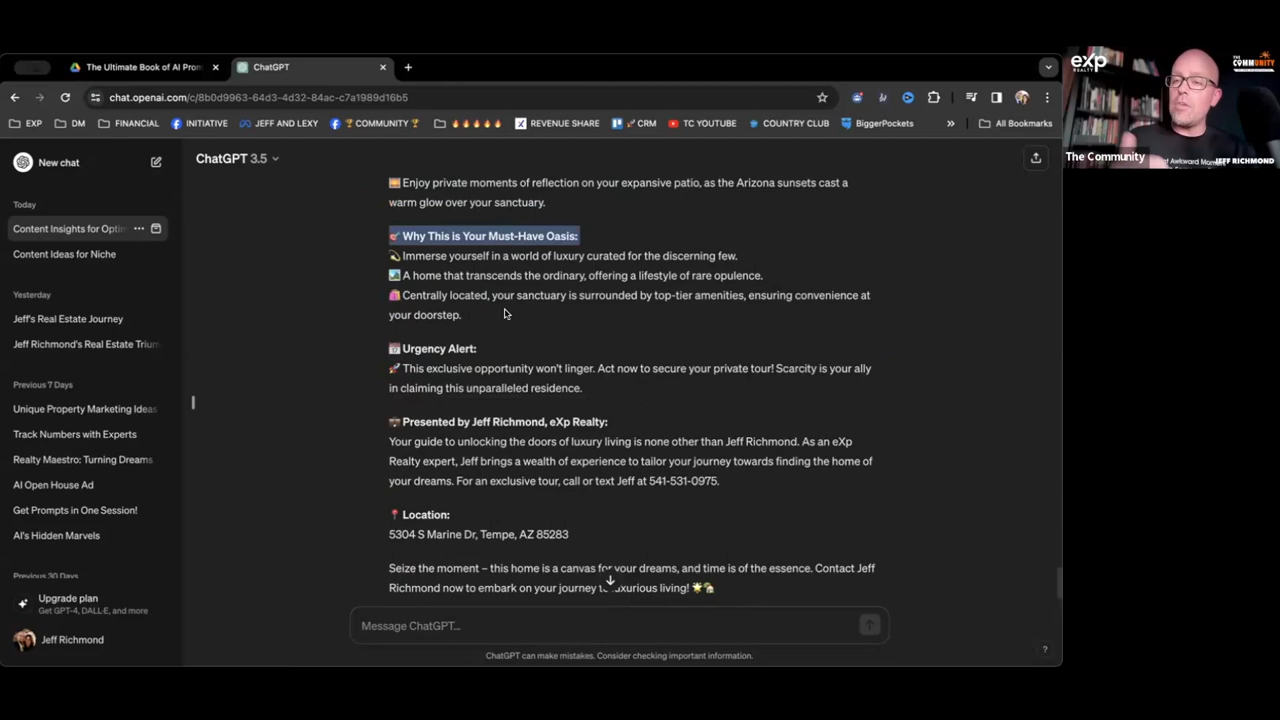 The Ultimate Book of AI Prom
ChatGPT
chat.openai.com/c/8b0d9963-64d3-4d32-84ac-c7a1989d16b5
EXP
DM
FINANCIAL
INITIATIVE
JEFF AND LEXY
COMMUNITY
REVENUE SHARE
CRM
TC YOUTUBE
COUNTRY CLUB
BiggerPockets
»
All Bookmarks
exp
REALTY
THE COMMUNITY
The Community
at Awkward Moment
JEFF RICHMOND
New chat
ChatGPT 3.5
Today
Content Insights for Optin
Content Ideas for Niche
Yesterday
Jeff's Real Estate Journey
Jeff Richmond's Real Estate Trium
Previous 7 Days
Unique Property Marketing Ideas
Track Numbers with Experts
Realty Maestro: Turning Dreams
AI Open House Ad
Get Prompts in One Session!
AI's Hidden Marvels
Previous 30 Days
Upgrade plan
Get GPT-4, DALL·E, and more
Jeff Richmond
🌅 Enjoy private moments of reflection on your expansive patio, as the Arizona sunsets cast a
warm glow over your sanctuary.
Why This is Your Must-Have Oasis:
💫 Immerse yourself in a world of luxury curated for the discerning few.
🏞️ A home that transcends the ordinary, offering a lifestyle of rare opulence.
🛍️ Centrally located, your sanctuary is surrounded by top-tier amenities, ensuring convenience at
your doorstep.
📅 Urgency Alert:
🚀 This exclusive opportunity won't linger. Act now to secure your private tour! Scarcity is your ally
in claiming this unparalleled residence.
💼 Presented by Jeff Richmond, eXp Realty:
Your guide to unlocking the doors of luxury living is none other than Jeff Richmond. As an eXp
Realty expert, Jeff brings a wealth of experience to tailor your journey towards finding the home of
your dreams. For an exclusive tour, call or text Jeff at 541-531-0975.
📍 Location:
5304 S Marine Dr, Tempe, AZ 85283
Seize the moment – this home is a canvas for your dreams, and time is of the essence. Contact Jeff
Richmond now to embark on your journey t luxurious living! 🌟🏡
Message ChatGPT...
ChatGPT can make mistakes. Consider checking important information.
?